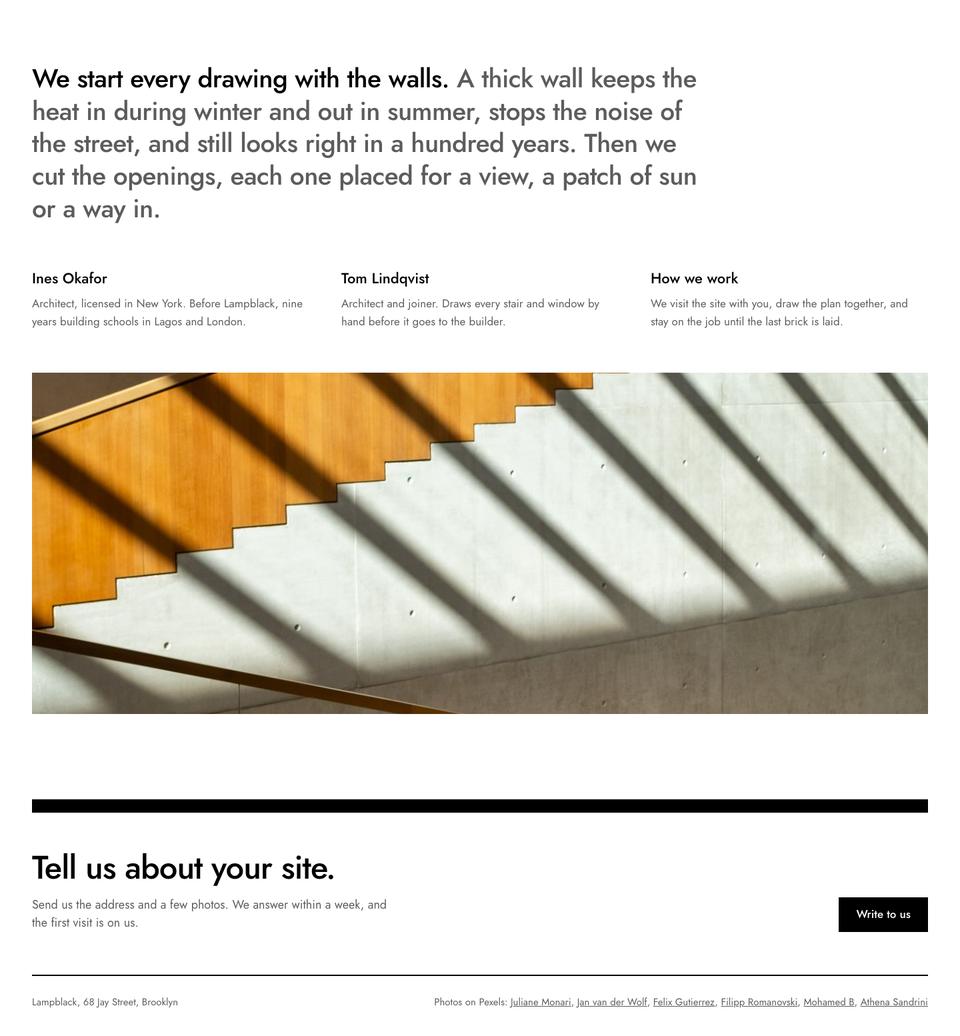 We start every drawing with the walls. A thick wall keeps the
heat in during winter and out in summer, stops the noise of
the street, and still looks right in a hundred years. Then we
cut the openings, each one placed for a view, a patch of sun
or a way in.
Ines Okafor
Architect, licensed in New York. Before Lampblack, nine
years building schools in Lagos and London.
Tom Lindqvist
Architect and joiner. Draws every stair and window by
hand before it goes to the builder.
How we work
We visit the site with you, draw the plan together, and
stay on the job until the last brick is laid.
Tell us about your site.
Send us the address and a few photos. We answer within a week, and
the first visit is on us.
Write to us
Lampblack, 68 Jay Street, Brooklyn
Photos on Pexels: Juliane Monari, Jan van der Wolf, Felix Gutierrez, Filipp Romanovski, Mohamed B, Athena Sandrini